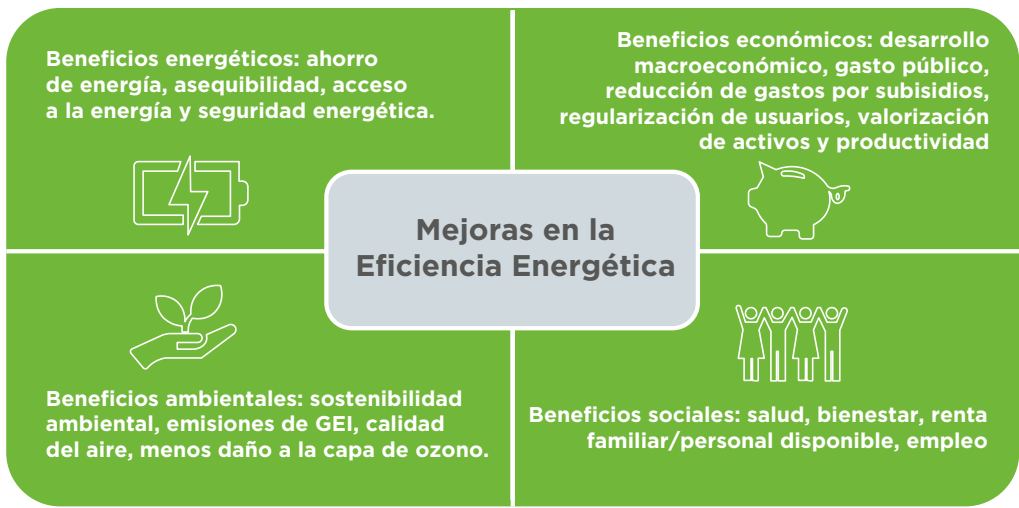 Beneficios energéticos: ahorro
de energía, asequibilidad, acceso
a la energía y seguridad energética.
Beneficios económicos: desarrollo
macroeconómico, gasto público,
reducción de gastos por subisidios,
regularización de usuarios, valorización
de activos y productividad
Mejoras en la
Eficiencia Energética
Beneficios ambientales: sostenibilidad
ambiental, emisiones de GEI, calidad
del aire, menos daño a la capa de ozono.
Beneficios sociales: salud, bienestar, renta
familiar/personal disponible, empleo